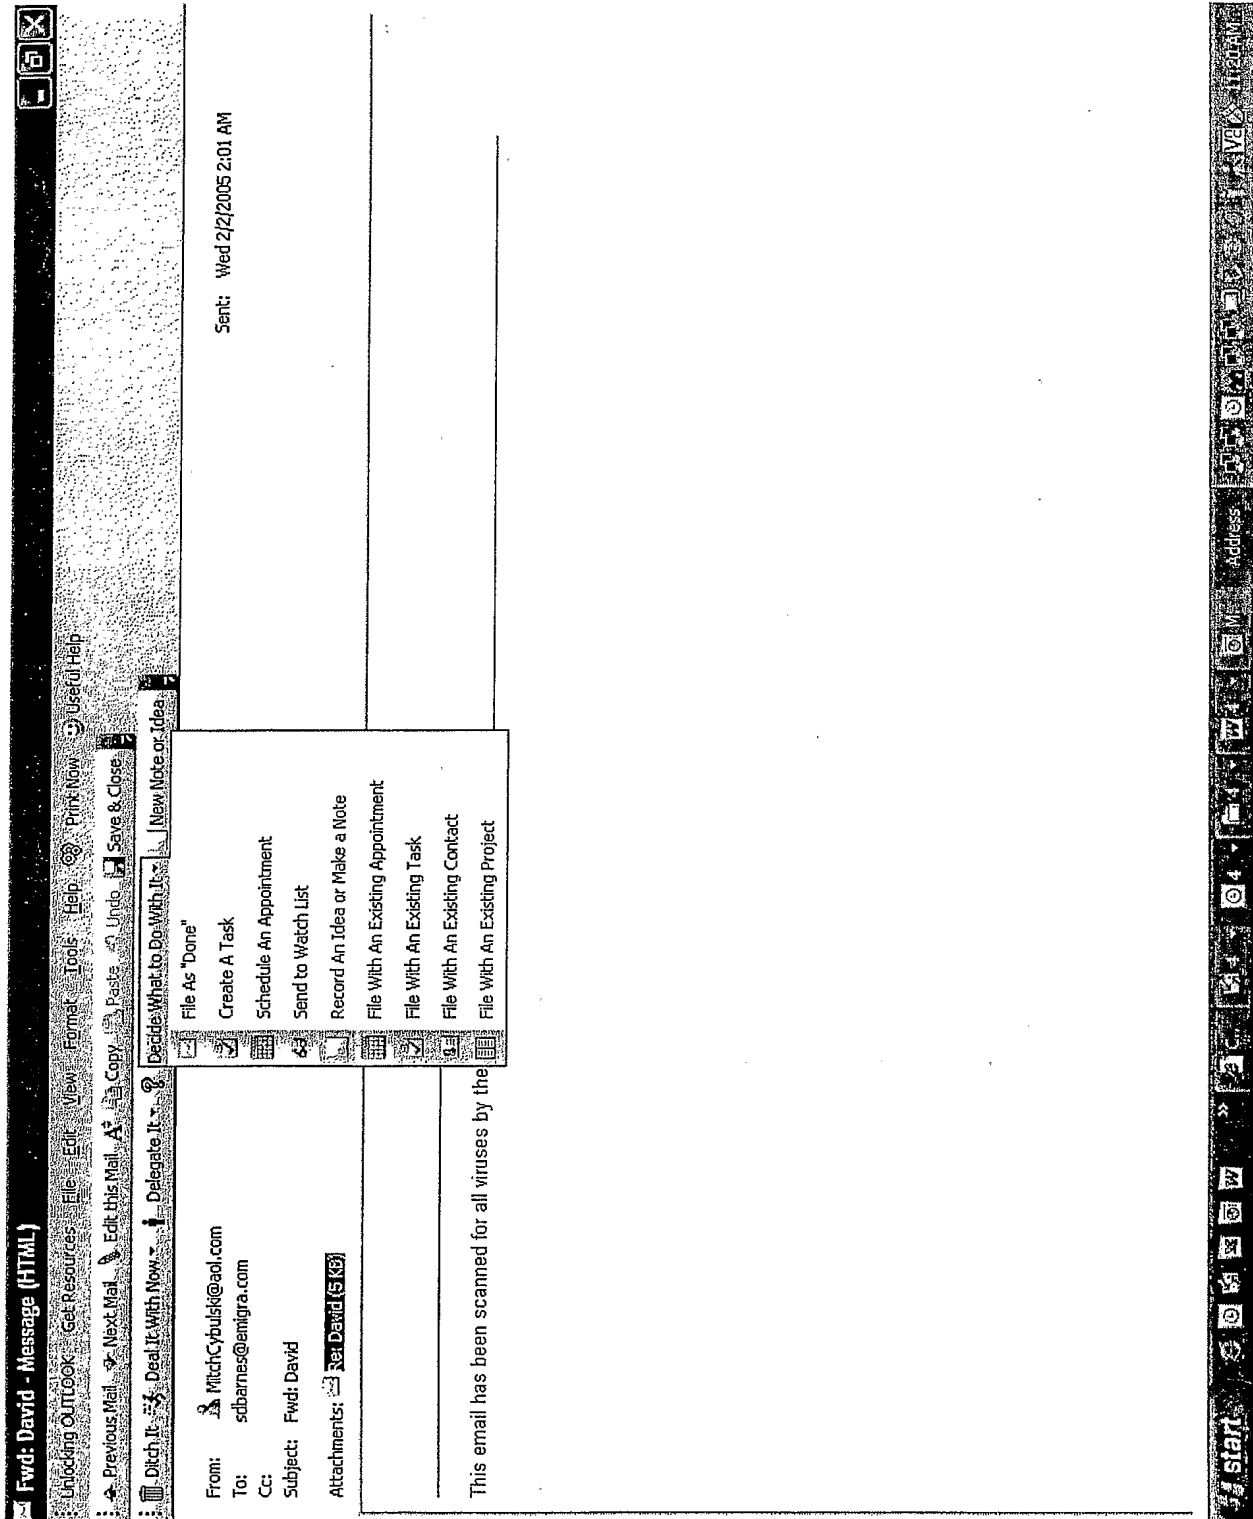 Fwd: David - Message (HTML)
Unlocking OUTLOOK Get Resources File Edit View Format Tools Help Print Now Useful Help
Previous Mail Next Mail Edit this Mail Copy Paste Undo Save & Close
Ditch It Deal It With Now Delegate It Decide What to Do With It New Note or Idea
File As "Done"
Create A Task
Schedule An Appointment
Send to Watch List
Record An Idea or Make a Note
File With An Existing Appointment
File With An Existing Task
File With An Existing Contact
File With An Existing Project
From: MitchCybulski@aol.com
Sent: Wed 2/2/2005 2:01 AM
To: sdbarnes@emigra.com
Cc:
Subject: Fwd: David
Attachments: Re: David (5 KB)
This email has been scanned for all viruses by the
start » 4 Address V2 11:20 AM